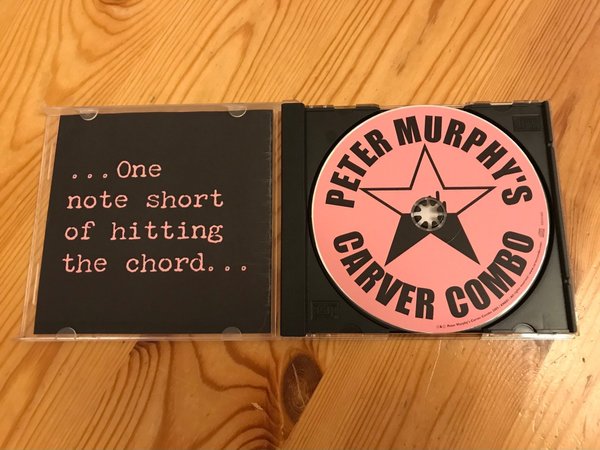 ...One
note short
of hitting
the chord...
PETER MURPHY'S
CARVER COMBO